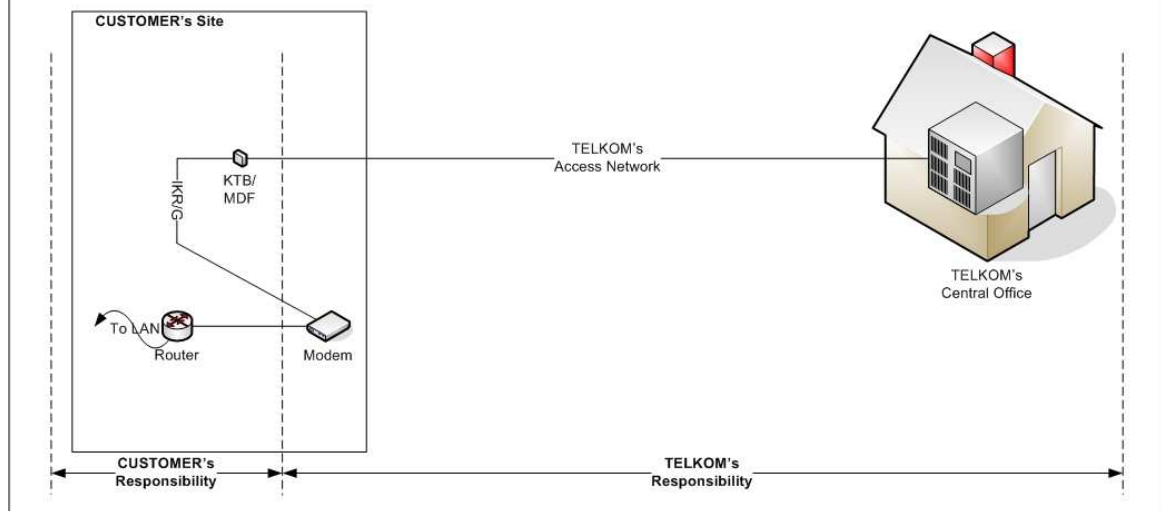 CUSTOMER's Site
TELKOM's
Access Network
KTB/
MDF
IKR/G
TELKOM's
Central Office
To LAN
Router
Modem
CUSTOMER's
Responsibility
TELKOM's
Responsibility